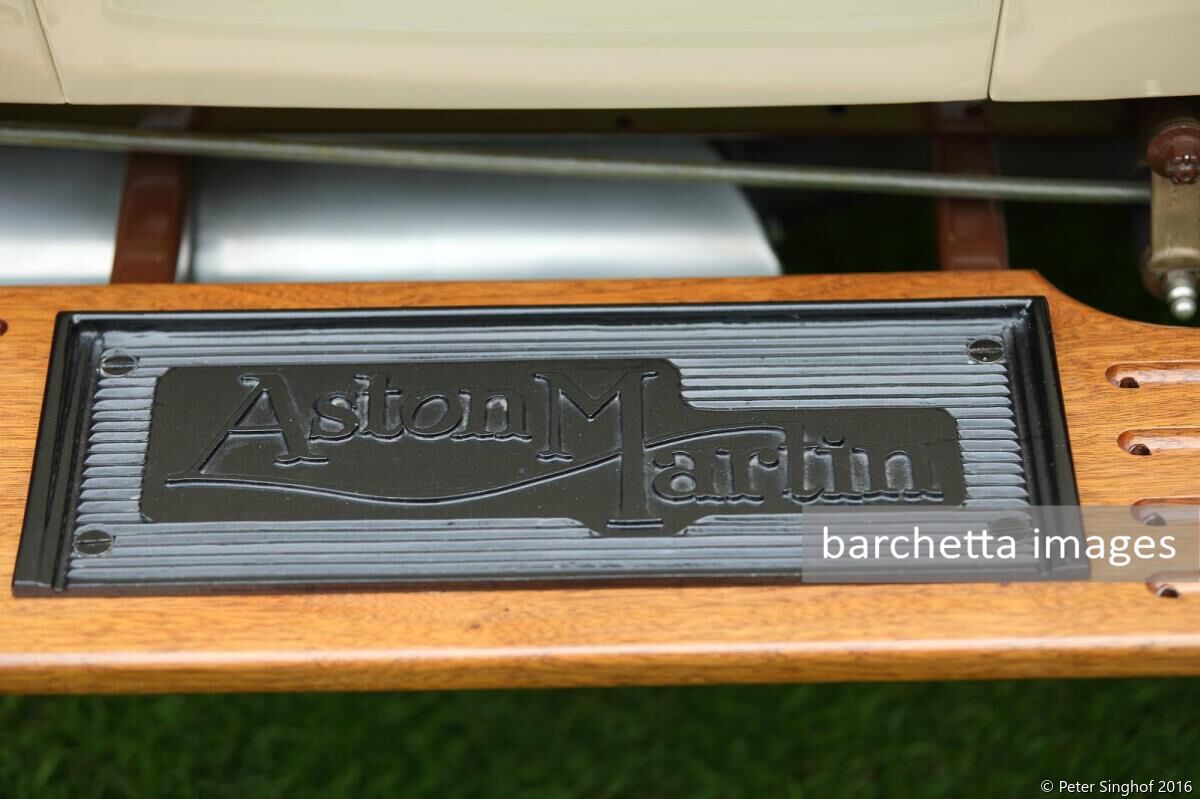 Aston Martin
barchetta images
© Peter Singhof 2016